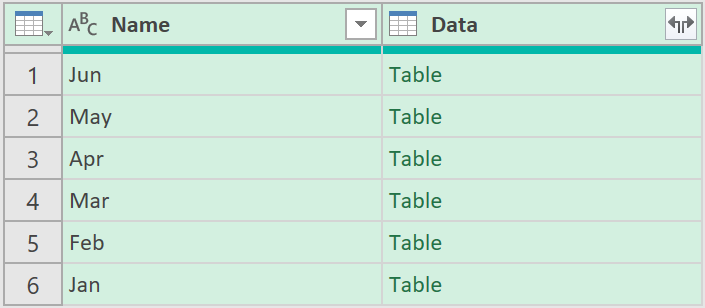 ABC Name Data
1 Jun Table
2 May Table
3 Apr Table
4 Mar Table
5 Feb Table
6 Jan Table